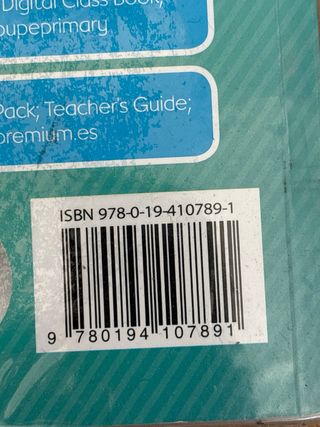 Digital Class Book,
oupeprimary
Pack; Teacher's Guide;
premium.es
ISBN 978-0-19-410789-1
9 780194 107891